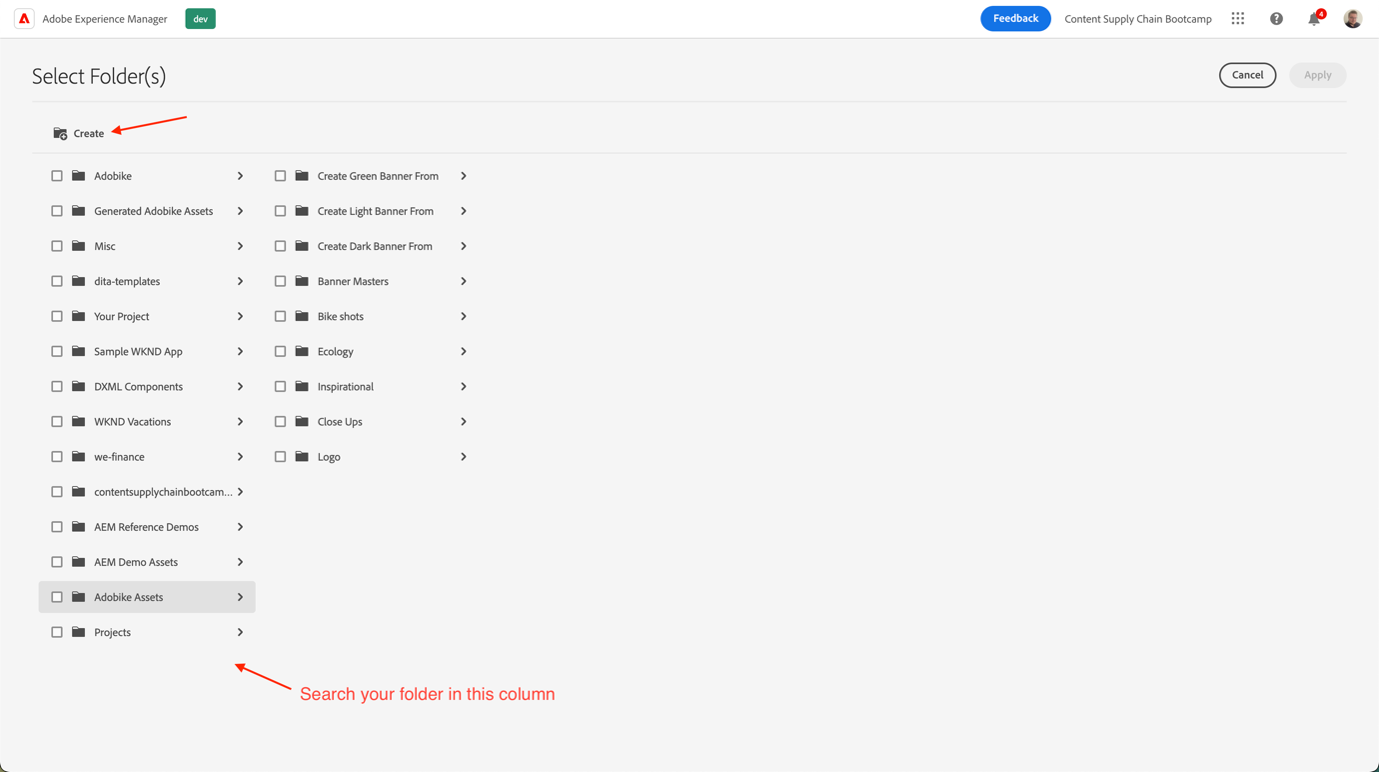 Adobe Experience Manager
dev
Feedback
Content Supply Chain Bootcamp
4
Select Folder(s)
Cancel
Apply
Create
Adobike
Generated Adobike Assets
Misc
dita-templates
Your Project
Sample WKND App
DXML Components
WKND Vacations
we-finance
contentsupplychainbootcam...
AEM Reference Demos
AEM Demo Assets
Adobike Assets
Projects
Create Green Banner From
Create Light Banner From
Create Dark Banner From
Banner Masters
Bike shots
Ecology
Inspirational
Close Ups
Logo
Search your folder in this column